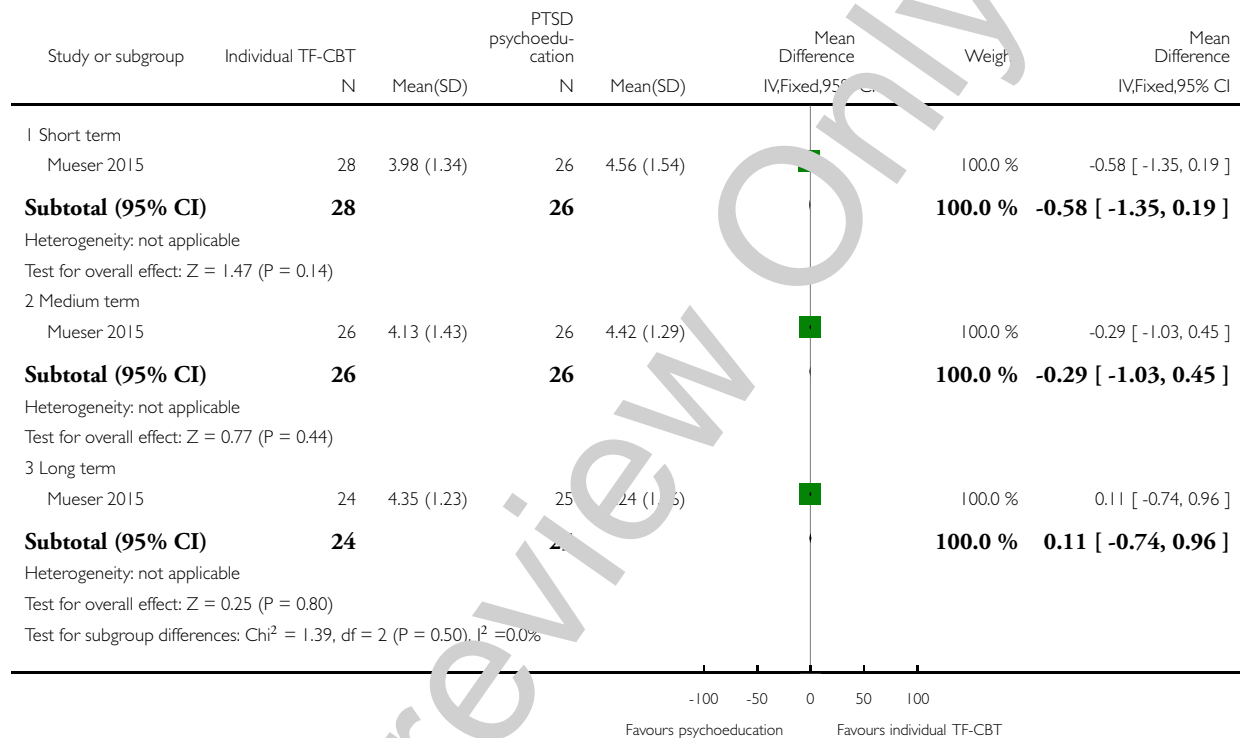 Study or subgroup Individual TF-CBT PTSD psychoedu- cation Mean Difference Mean Difference
N Mean(SD) N Mean(SD) IV,Fixed,95% IV,Fixed,95% CI
1 Short term
Mueser 2015 28 3.98 (1.34) 26 4.56 (1.54) 100.0 % -0.58 [ -1.35, 0.19 ]
Subtotal (95% CI) 28 26 100.0 % -0.58 [ -1.35, 0.19 ]
Heterogeneity: not applicable
Test for overall effect: Z = 1.47 (P = 0.14)
2 Medium term
Mueser 2015 26 4.13 (1.43) 26 4.42 (1.29) 100.0 % -0.29 [ -1.03, 0.45 ]
Subtotal (95% CI) 26 26 100.0 % -0.29 [ -1.03, 0.45 ]
Heterogeneity: not applicable
Test for overall effect: Z = 0.77 (P = 0.44)
3 Long term
Mueser 2015 24 4.35 (1.23) 25 100.0 % 0.11 [ -0.74, 0.96 ]
Subtotal (95% CI) 24 100.0 % 0.11 [ -0.74, 0.96 ]
Heterogeneity: not applicable
Test for overall effect: Z = 0.25 (P = 0.80)
Test for subgroup differences: Chi² = 1.39, df = 2 (P = 0.50), I² =0.0%
-100 -50 0 50 100
Favours psychoeducation Favours individual TF-CBT
review Only